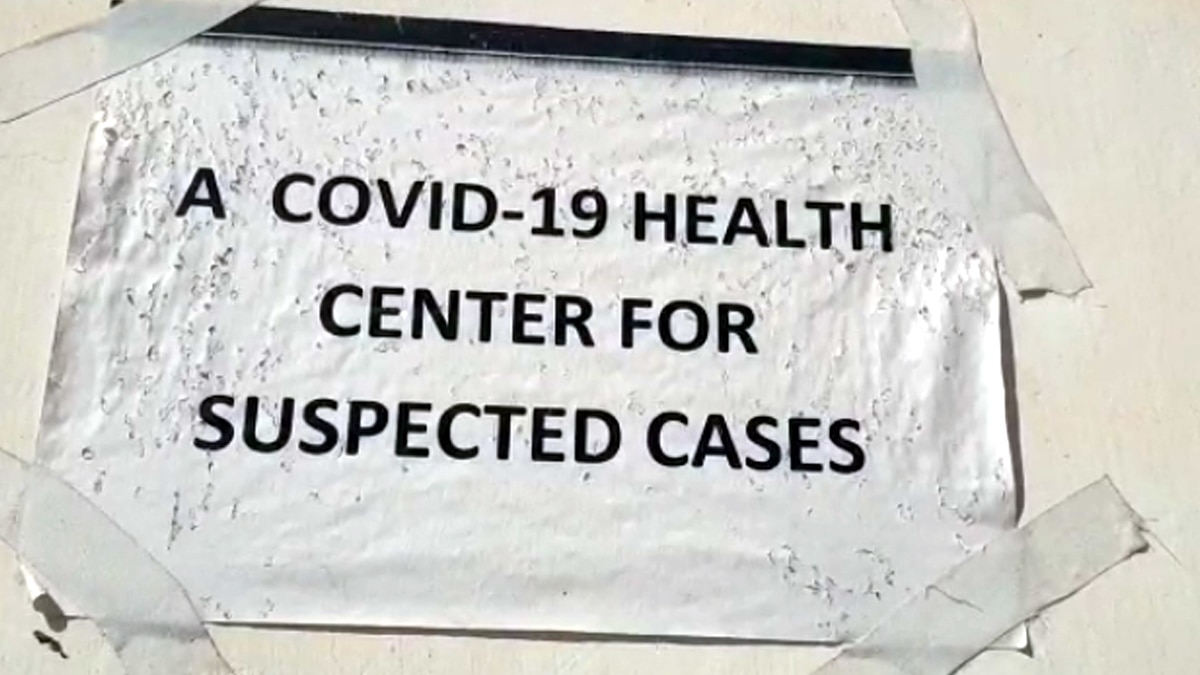 A COVID-19 HEALTH
CENTER FOR
SUSPECTED CASES